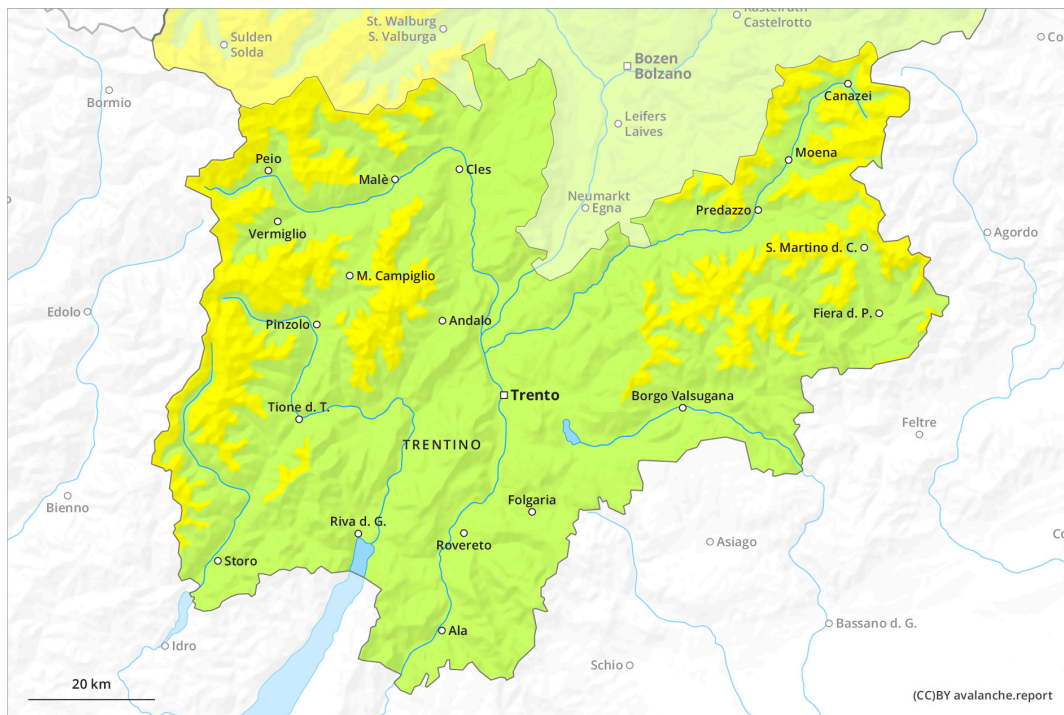 Kastelruth
Castelrotto
St. Walburg
S. Valburga
Sulden
Solda
Co
Bozen
Bolzano
Bormio
Canazei
Leifers
Laives
Moena
Peio
Malè
Cles
Neumarkt
Egna
Predazzo
Vermiglio
Agordo
S. Martino d. C.
M. Campiglio
Edolo
Pinzolo
Andalo
Fiera d. P.
Trento
Borgo Valsugana
Tione d. T.
Feltre
TRENTINO
Bienno
Folgaria
Riva d. G.
Rovereto
Asiago
Co
Storo
Bassano d. G.
Ala
Idro
Schio
20 km
(CC)BY avalanche.report